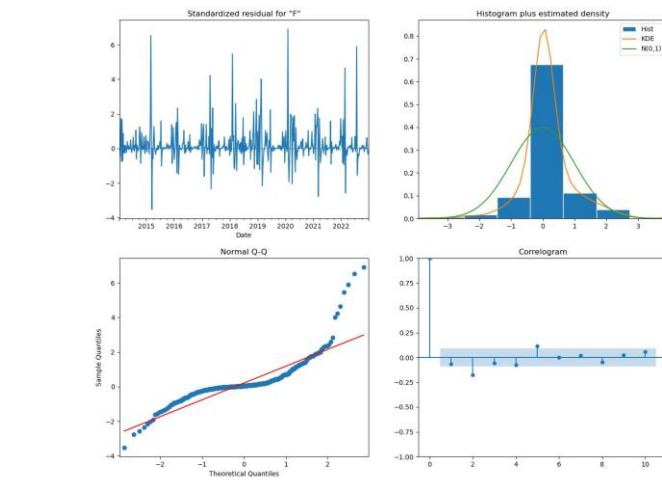 Standardized residual for "F"
6
4
2
0
−2
−4
2015 2016 2017 2018 2019 2020 2021 2022
Date
Histogram plus estimated density
Hist
KDE
N(0,1)
0.8
0.7
0.6
0.5
0.4
0.3
0.2
0.1
0.0
−3 −2 −1 0 1 2 3
Normal Q-Q
Sample Quantiles
6
4
2
0
−2
−4
−2 −1 0 1 2
Theoretical Quantiles
Correlogram
1.00
0.75
0.50
0.25
0.00
−0.25
−0.50
−0.75
−1.00
0 2 4 6 8 10